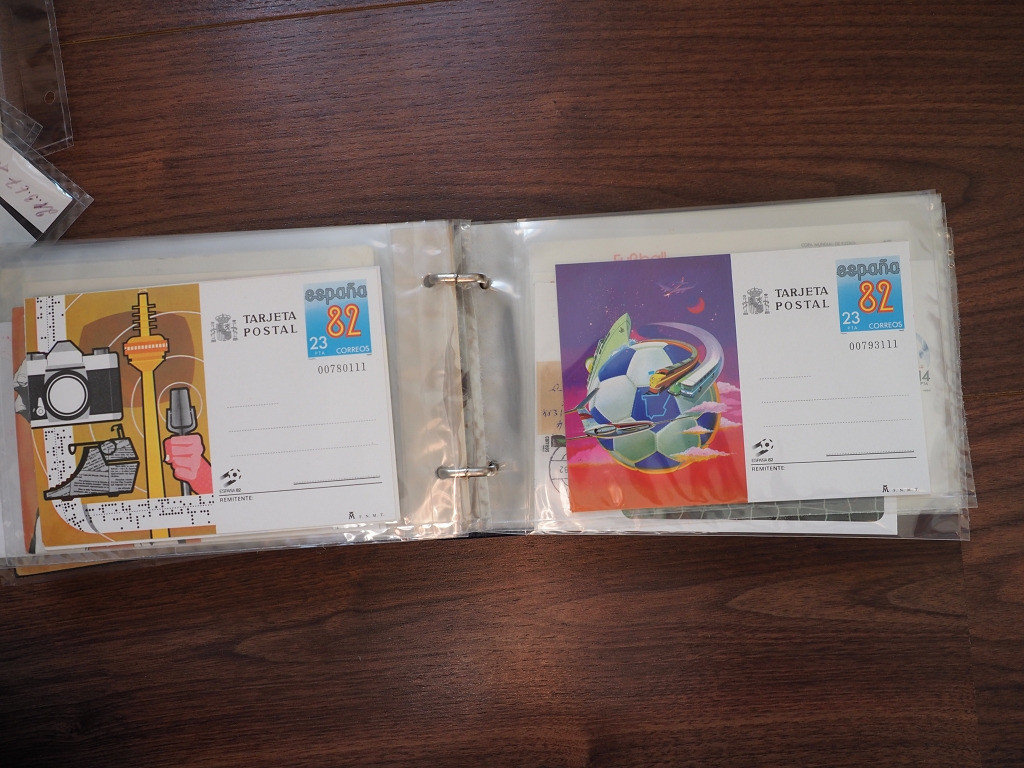 TARJETA
POSTAL
españa
82
23
PTA
CORREOS
00780111
ESPAÑA 82
REMITENTE:
F. N. M. T.
Fußball
TARJETA
POSTAL
españa
82
23
PTA
CORREOS
00793111
ESPAÑA 82
REMITENTE:
F. N. M. T.